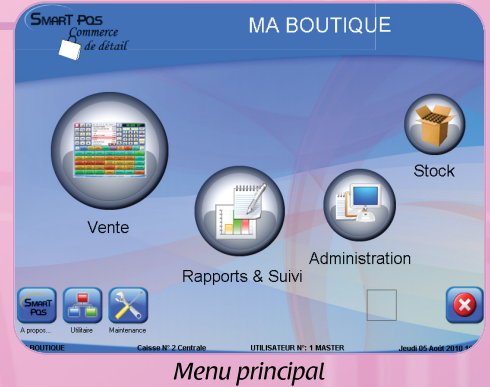 SMART POS
Commerce
de détail
MA BOUTIQUE
Stock
Vente
Administration
Rapports & Suivi
SMART
POS
A propos...
Utilitaire
Maintenance
BOUTIQUE
Caisse N° 2 Centrale
UTILISATEUR N°: 1 MASTER
Jeudi 05 Août 2010
Menu principal